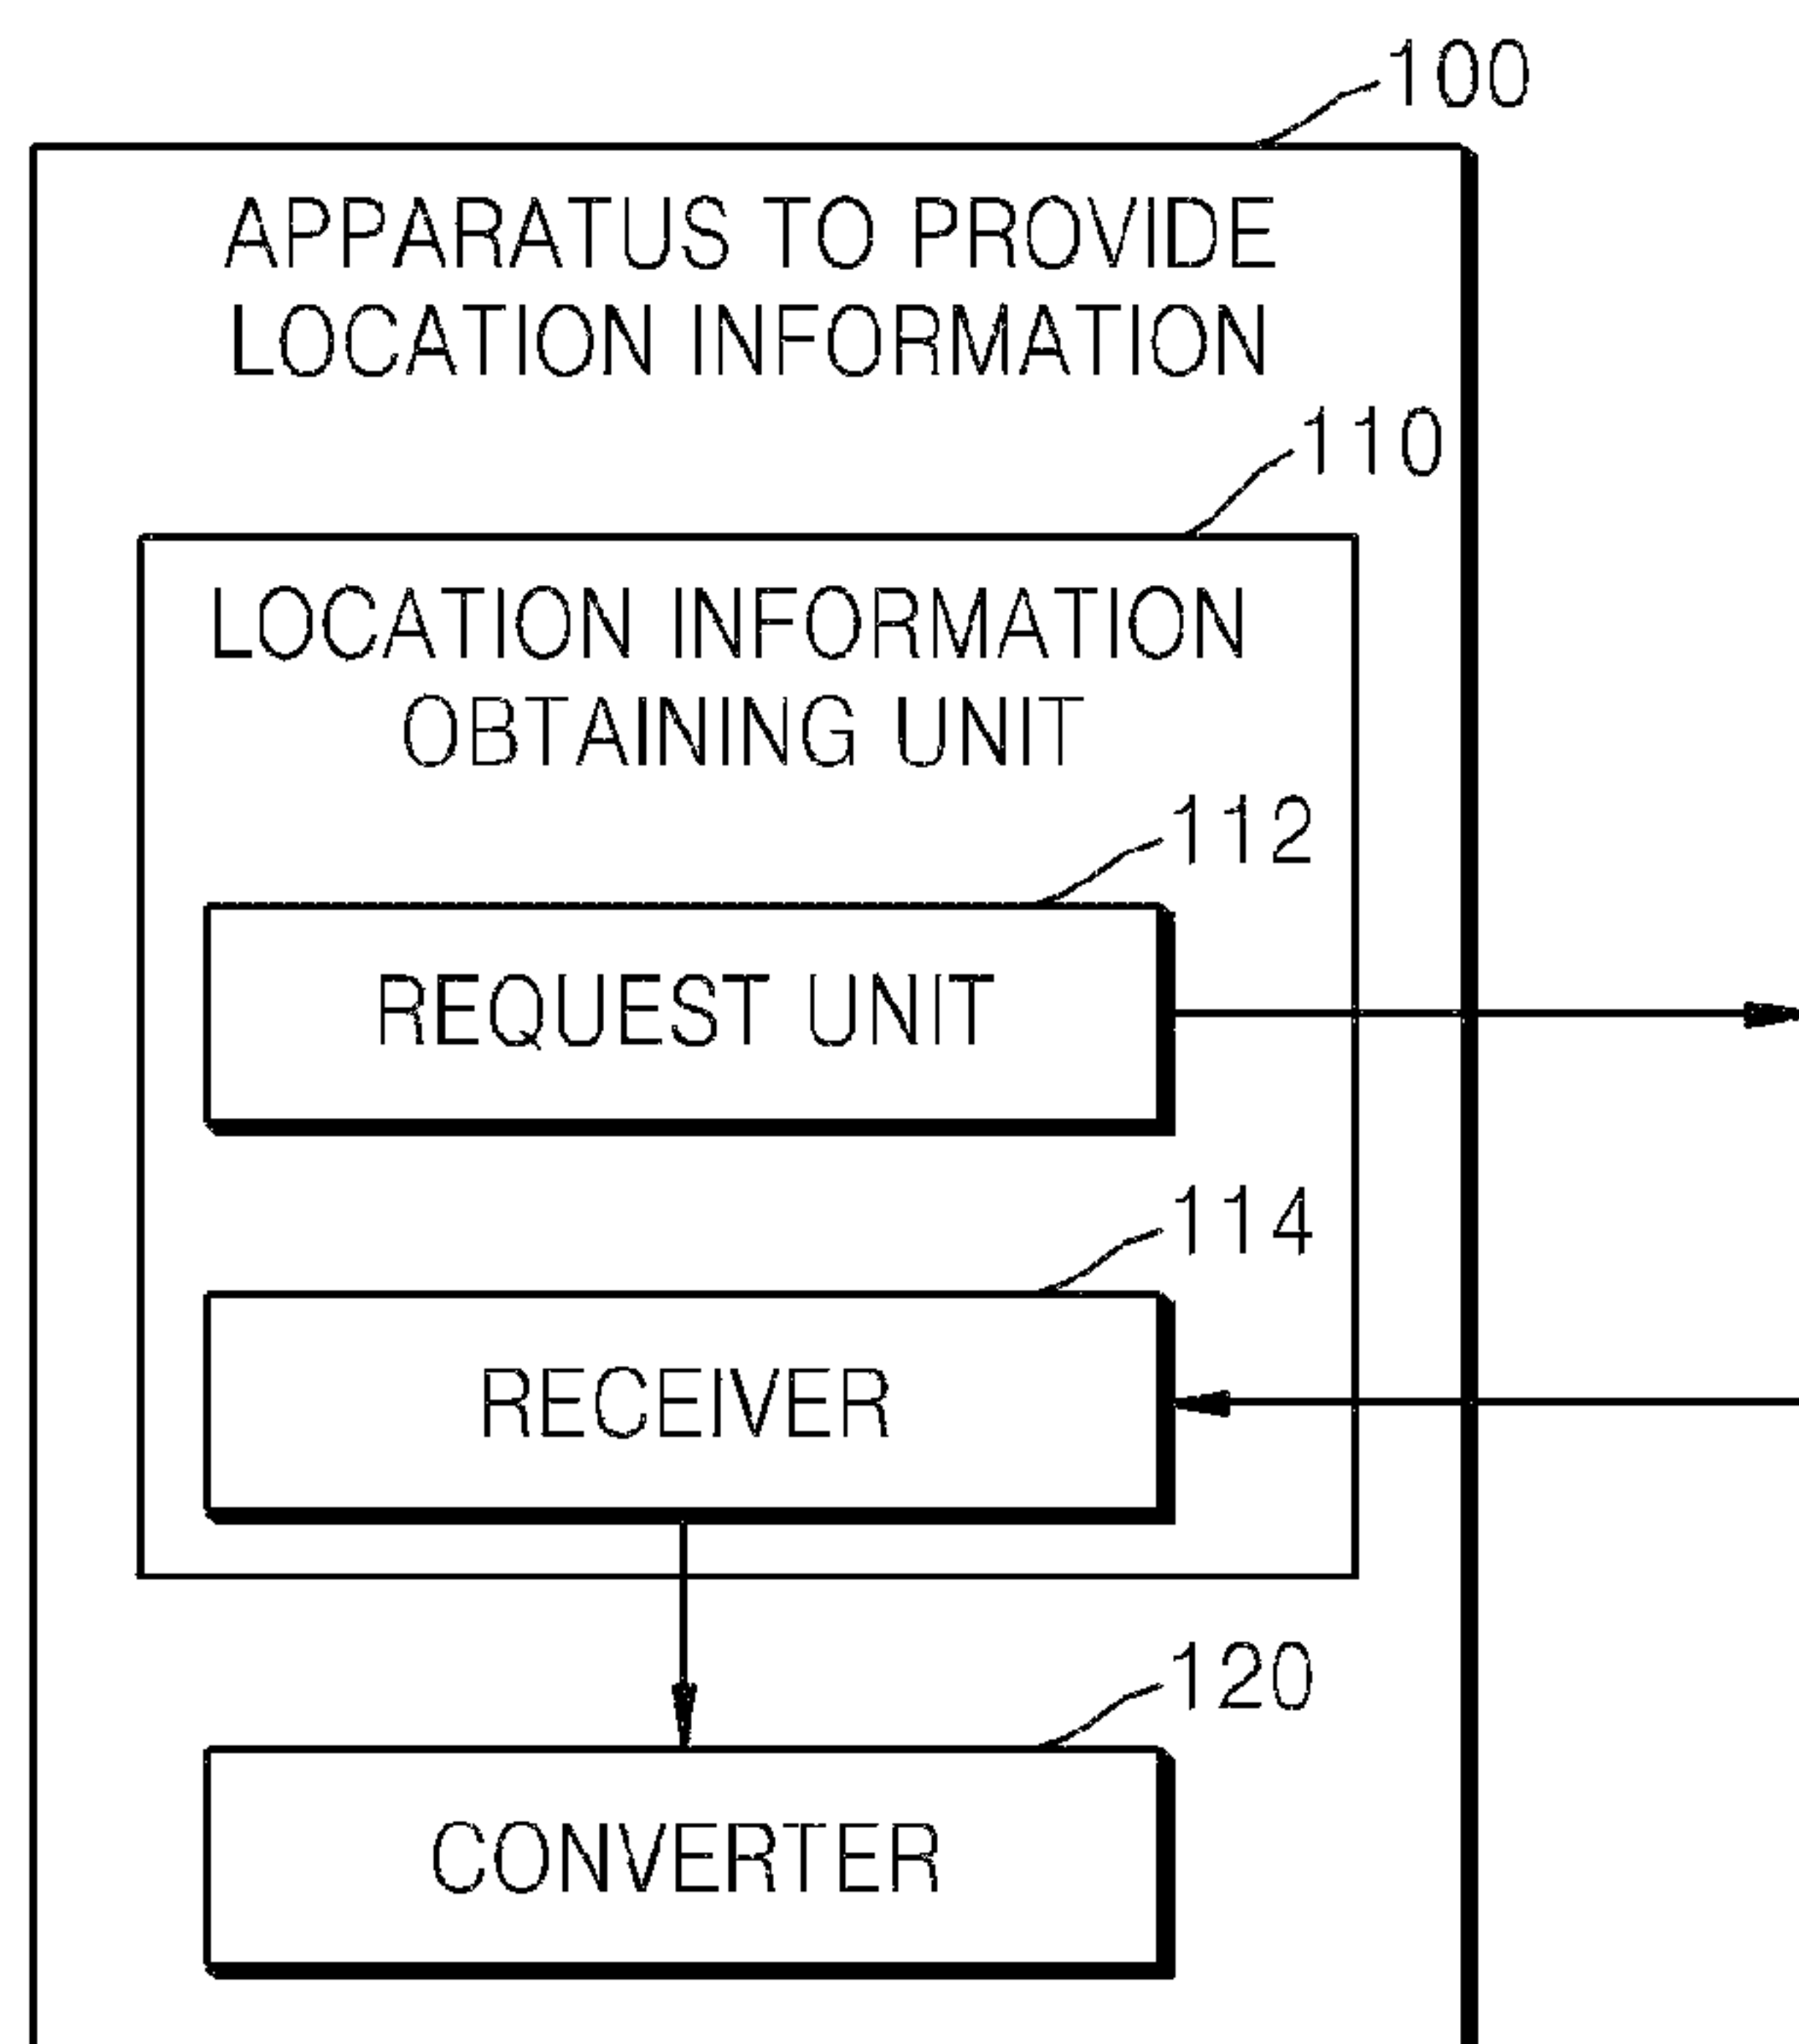 100
APPARATUS TO PROVIDE
LOCATION INFORMATION
110
LOCATION INFORMATION
OBTAINING UNIT
112
REQUEST UNIT
114
RECEIVER
120
CONVERTER